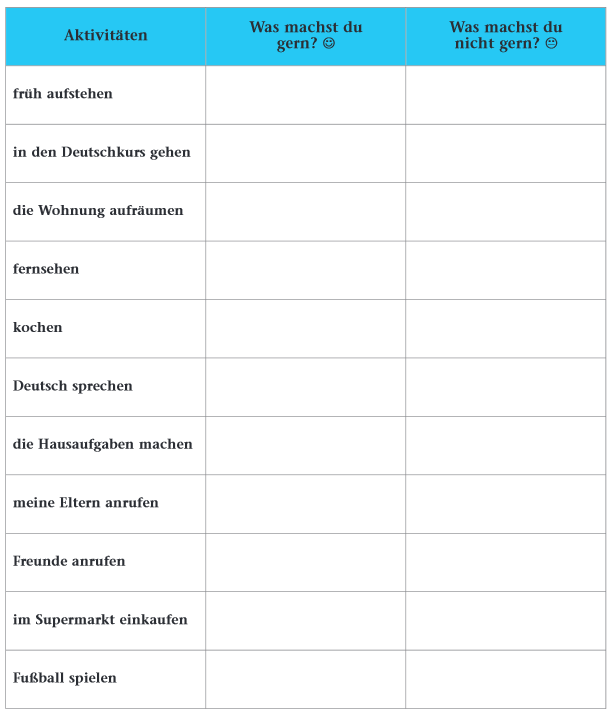 Aktivitäten
Was machst du
gern? ☺
Was machst du
nicht gern? 😐
früh aufstehen
in den Deutschkurs gehen
die Wohnung aufräumen
fernsehen
kochen
Deutsch sprechen
die Hausaufgaben machen
meine Eltern anrufen
Freunde anrufen
im Supermarkt einkaufen
Fußball spielen